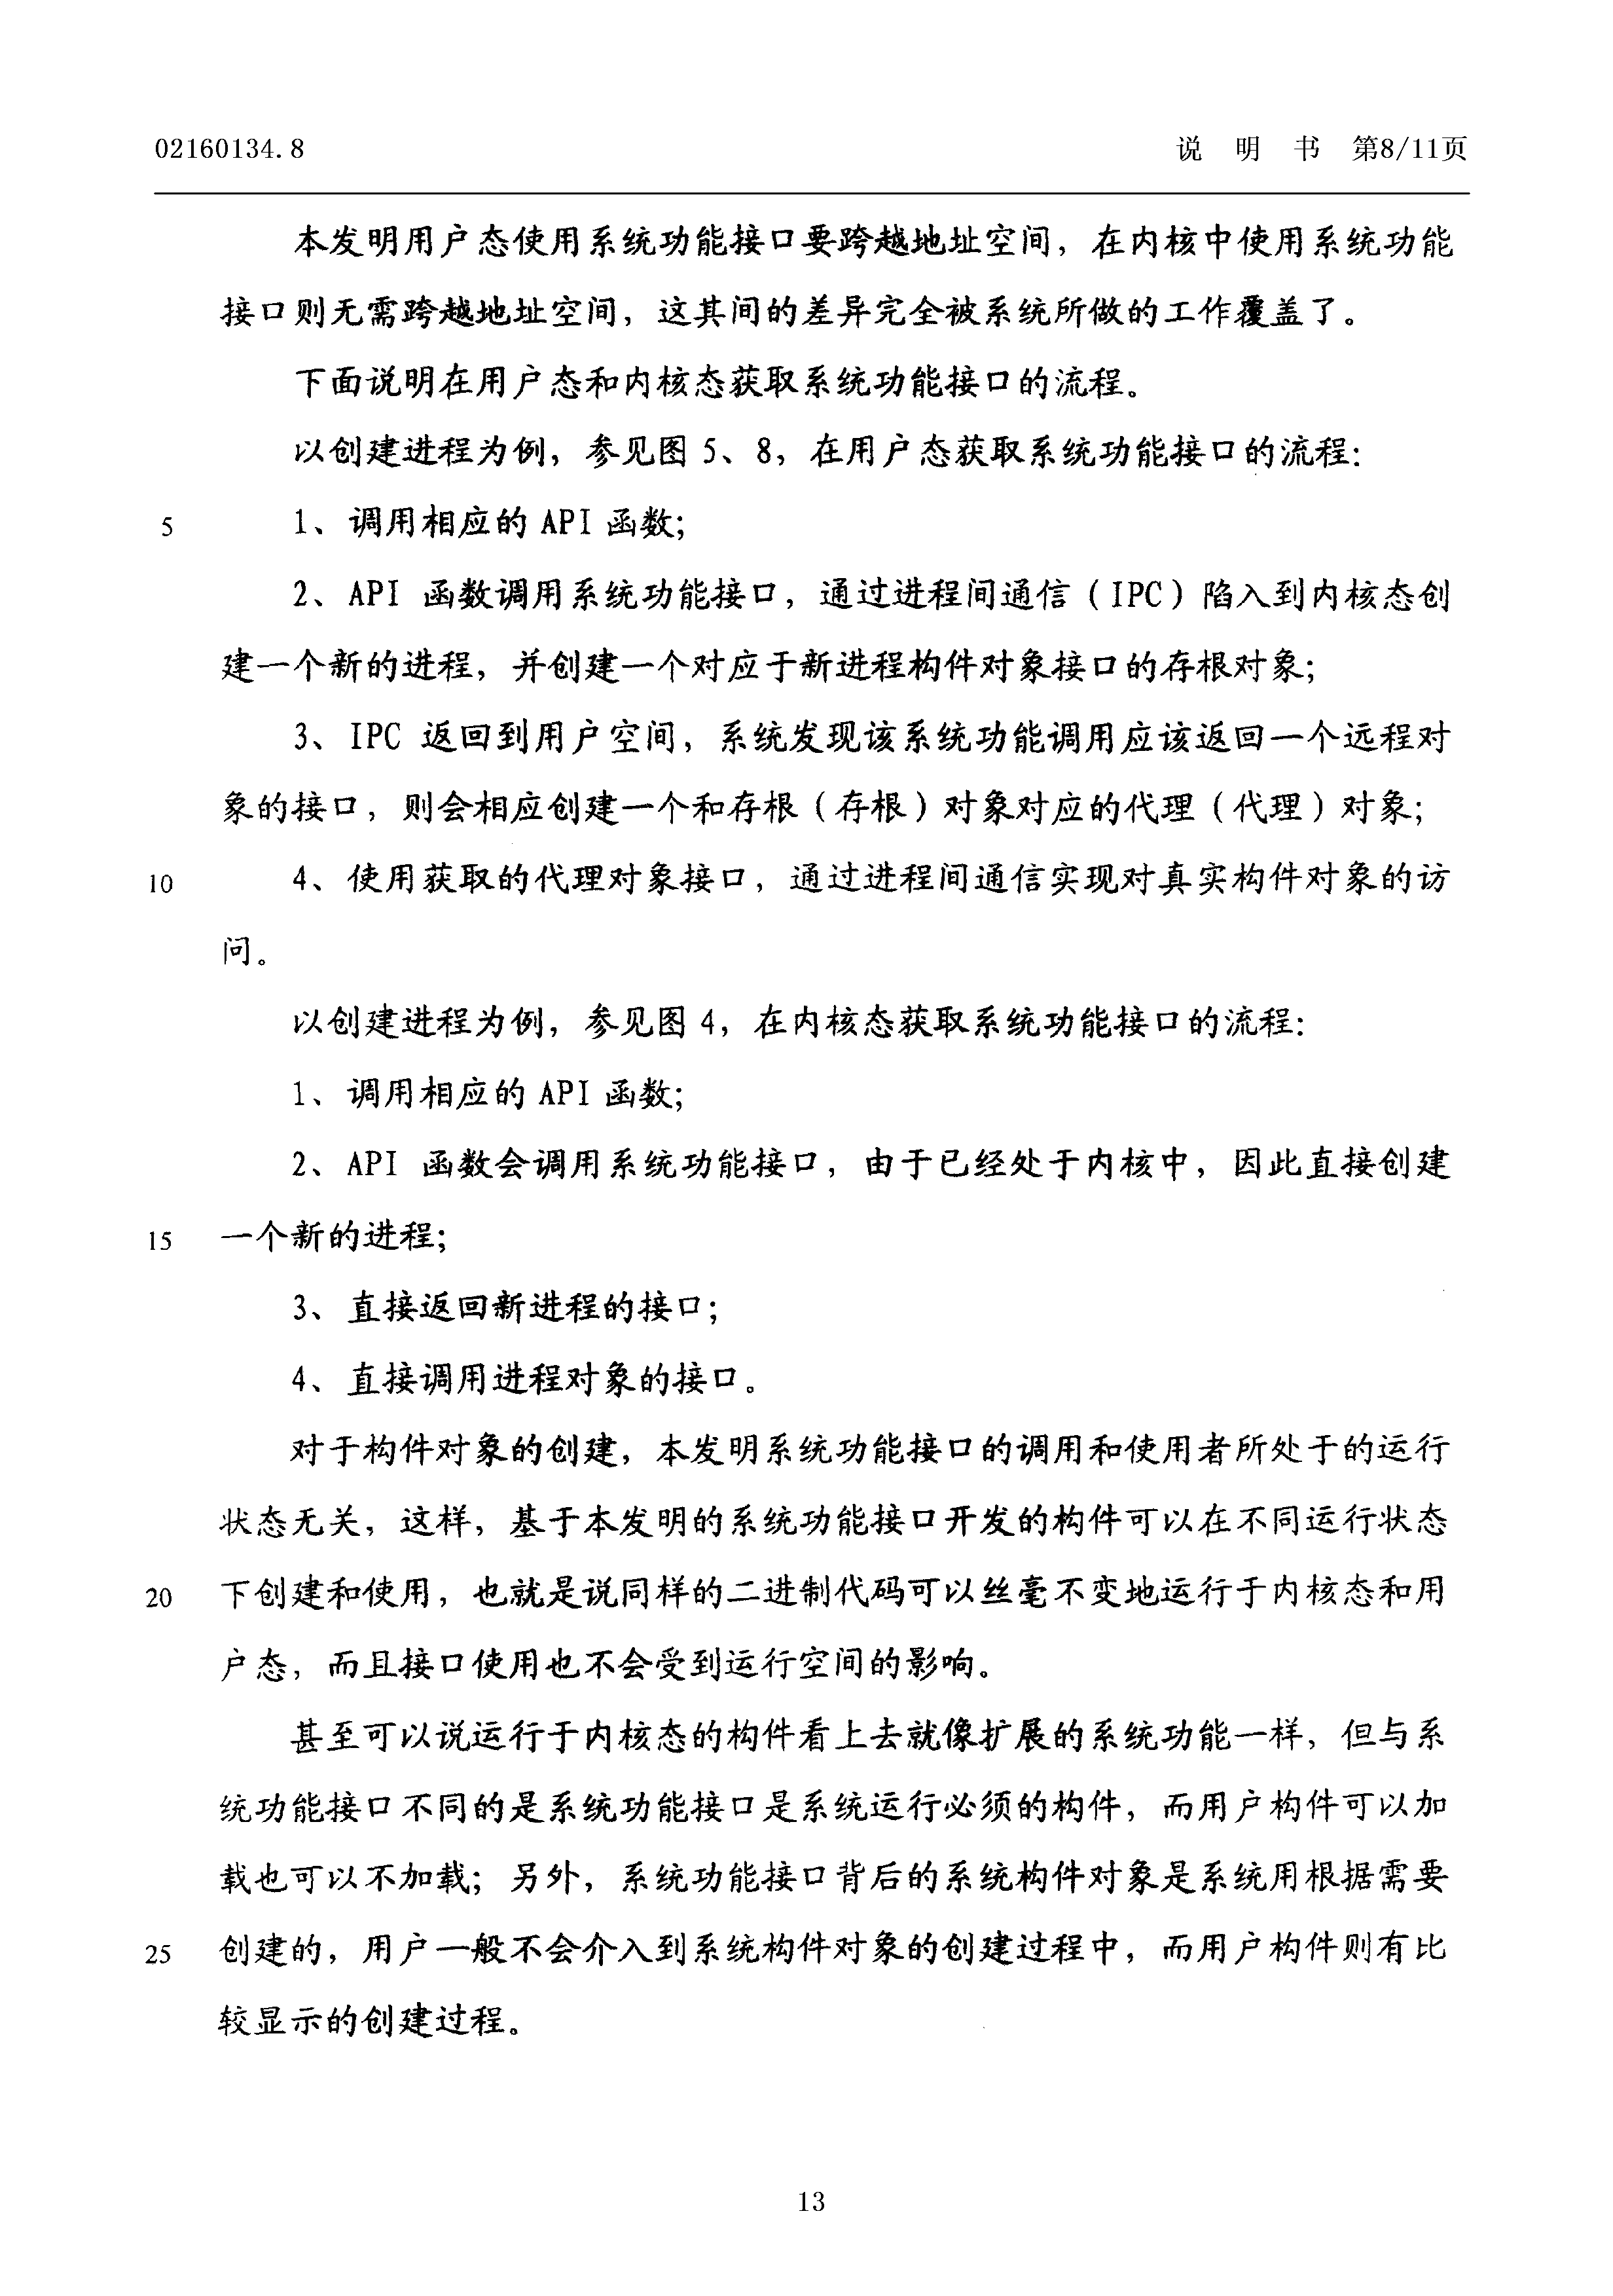 02160134.8 说 明 书 第8/11页
本发明用户态使用系统功能接口要跨越地址空间，在内核中使用系统功能
接口则无需跨越地址空间，这其间的差异完全被系统所做的工作覆盖了。
下面说明在用户态和内核态获取系统功能接口的流程。
以创建进程为例，参见图 5、8，在用户态获取系统功能接口的流程：
5 1、调用相应的 API 函数；
2、API 函数调用系统功能接口，通过进程间通信（IPC）陷入到内核态创
建一个新的进程，并创建一个对应于新进程构件对象接口的存根对象；
3、IPC 返回到用户空间，系统发现该系统功能调用应该返回一个远程对
象的接口，则会相应创建一个和存根（存根）对象对应的代理（代理）对象；
10 4、使用获取的代理对象接口，通过进程间通信实现对真实构件对象的访
问。
以创建进程为例，参见图 4，在内核态获取系统功能接口的流程：
1、调用相应的 API 函数；
2、API 函数会调用系统功能接口，由于已经处于内核中，因此直接创建
15 一个新的进程；
3、直接返回新进程的接口；
4、直接调用进程对象的接口。
对于构件对象的创建，本发明系统功能接口的调用和使用者所处于的运行
状态无关，这样，基于本发明的系统功能接口开发的构件可以在不同运行状态
20 下创建和使用，也就是说同样的二进制代码可以丝毫不变地运行于内核态和用
户态，而且接口使用也不会受到运行空间的影响。
甚至可以说运行于内核态的构件看上去就像扩展的系统功能一样，但与系
统功能接口不同的是系统功能接口是系统运行必须的构件，而用户构件可以加
载也可以不加载；另外，系统功能接口背后的系统构件对象是系统用根据需要
25 创建的，用户一般不会介入到系统构件对象的创建过程中，而用户构件则有比
较显示的创建过程。
13